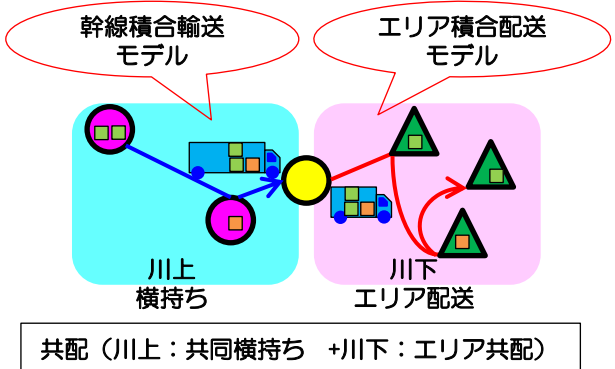 幹線積合輸送
モデル
エリア積合配送
モデル
川上
横持ち
川下
エリア配送
共配（川上：共同横持ち　+川下：エリア共配）